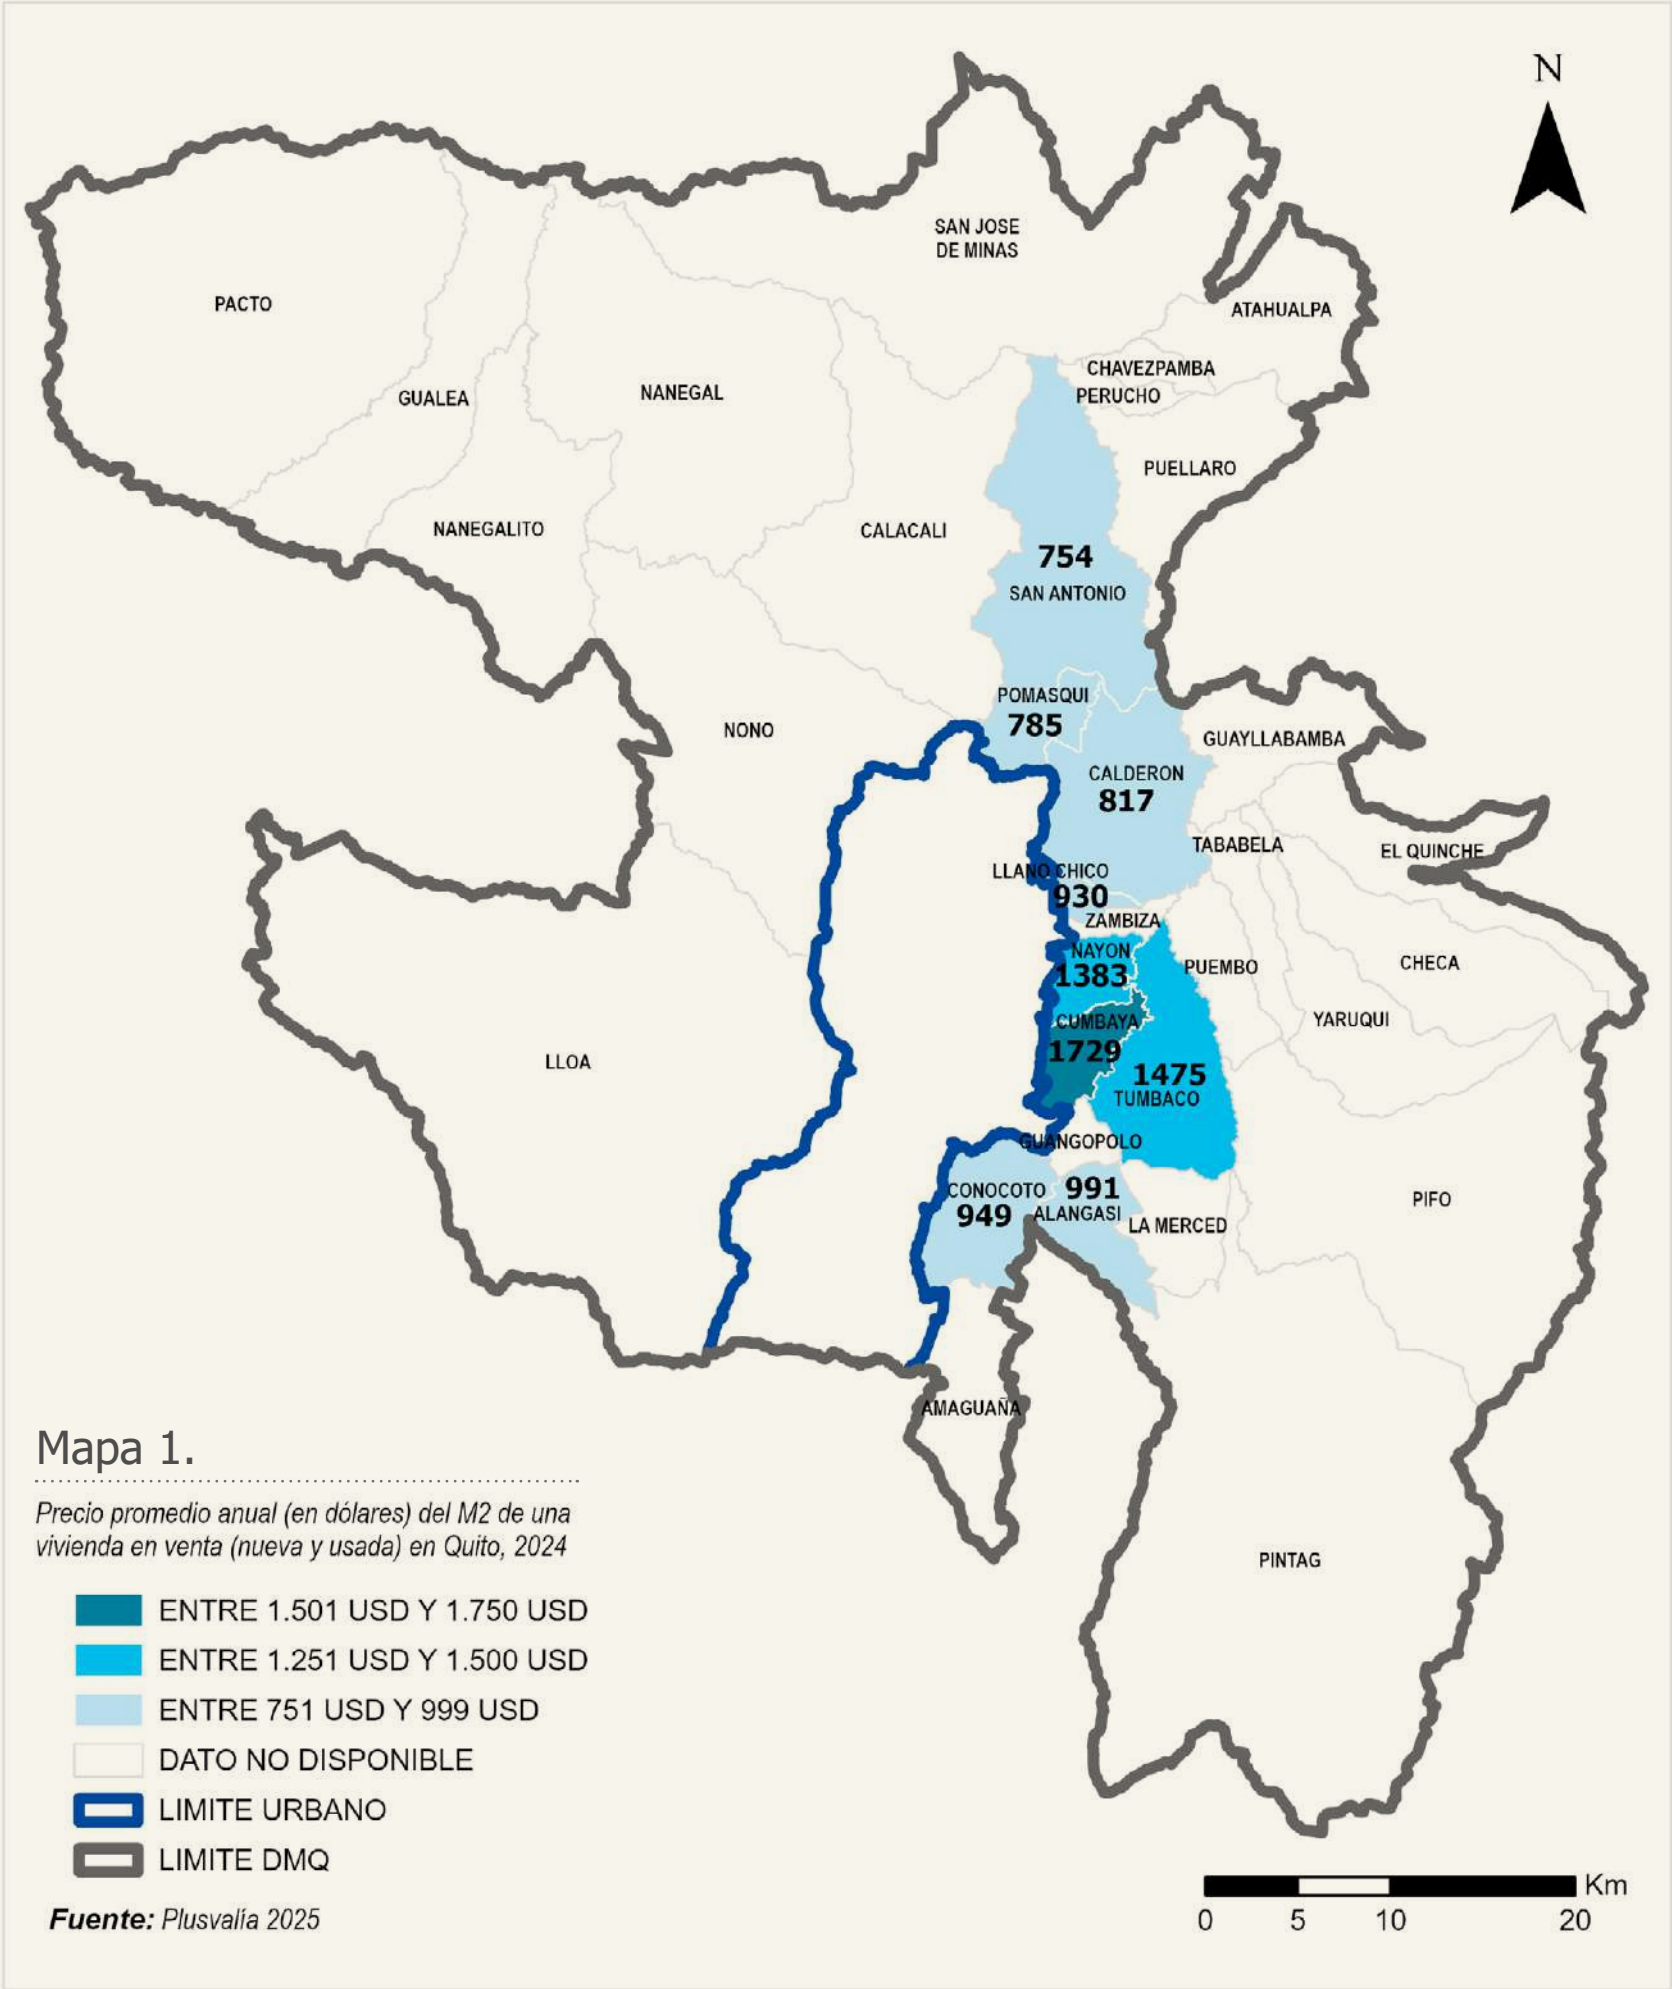 N
SAN JOSE
DE MINAS
PACTO
ATAHUALPA
CHAVEZPAMBA
PERUCHO
GUALEA
NANEGAL
PUELLARO
NANEGALITO
CALACALI
754
SAN ANTONIO
POMASQUI
785
NONO
GUAYLLABAMBA
CALDERON
817
TABABELA
EL QUINCHE
LLANO CHICO
930
ZAMBIZA
NAYON
1383
PUEMBO
CHECA
CUMBAYA
1729
YARUQUI
LLOA
1475
TUMBACO
GUANGOPOLO
CONOCOTO
949
991
ALANGASI
LA MERCED
PIFO
AMAGUAÑA
PINTAG
Mapa 1.
Precio promedio anual (en dólares) del M2 de una
vivienda en venta (nueva y usada) en Quito, 2024
ENTRE 1.501 USD Y 1.750 USD
ENTRE 1.251 USD Y 1.500 USD
ENTRE 751 USD Y 999 USD
DATO NO DISPONIBLE
LIMITE URBANO
LIMITE DMQ
Fuente: Plusvalía 2025
Km
0 5 10 20